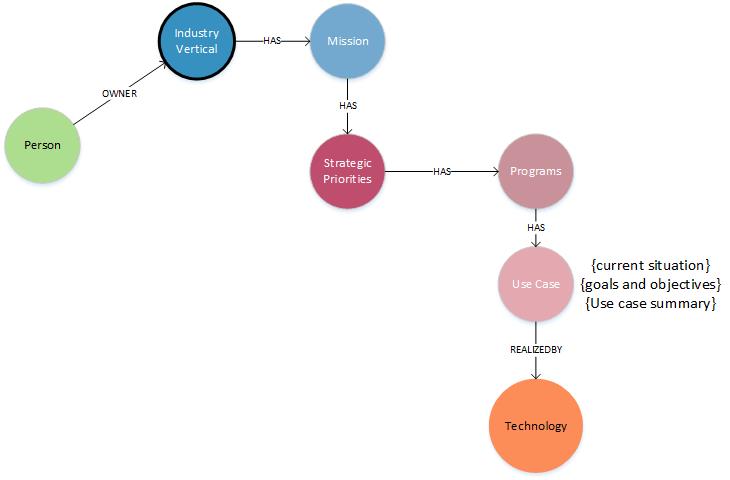 Industry
Vertical
HAS
Mission
OWNER
HAS
Person
Strategic
Priorities
HAS
Programs
HAS
Use Case
{current situation}
{goals and objectives}
{Use case summary}
REALIZEDBY
Technology